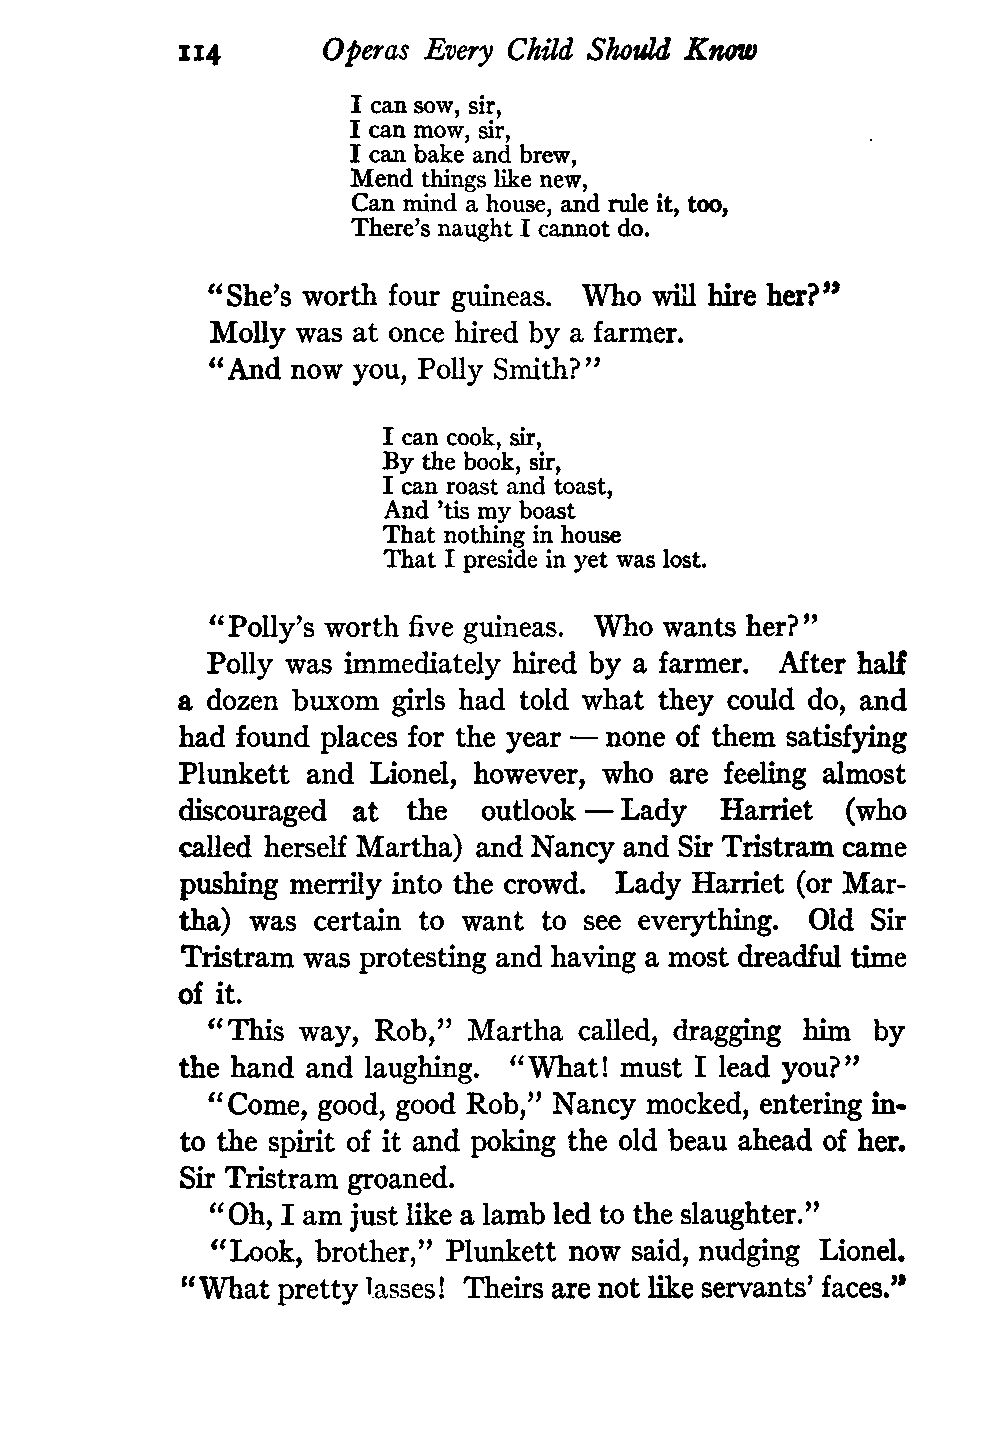 114 Operas Every Child Should Know
I can sow, sir,
I can mow, sir,
I can bake and brew,
Mend things like new,
Can mind a house, and rule it, too,
There's naught I cannot do.
"She's worth four guineas. Who will hire her?"
Molly was at once hired by a farmer.
"And now you, Polly Smith?"
I can cook, sir,
By the book, sir,
I can roast and toast,
And 'tis my boast
That nothing in house
That I preside in yet was lost.
"Polly's worth five guineas. Who wants her?"
Polly was immediately hired by a farmer. After half
a dozen buxom girls had told what they could do, and
had found places for the year — none of them satisfying
Plunkett and Lionel, however, who are feeling almost
discouraged at the outlook — Lady Harriet (who
called herself Martha) and Nancy and Sir Tristram came
pushing merrily into the crowd. Lady Harriet (or Mar-
tha) was certain to want to see everything. Old Sir
Tristram was protesting and having a most dreadful time
of it.
"This way, Rob," Martha called, dragging him by
the hand and laughing. "What! must I lead you?"
"Come, good, good Rob," Nancy mocked, entering in-
to the spirit of it and poking the old beau ahead of her.
Sir Tristram groaned.
"Oh, I am just like a lamb led to the slaughter."
"Look, brother," Plunkett now said, nudging Lionel.
"What pretty lasses! Theirs are not like servants' faces."